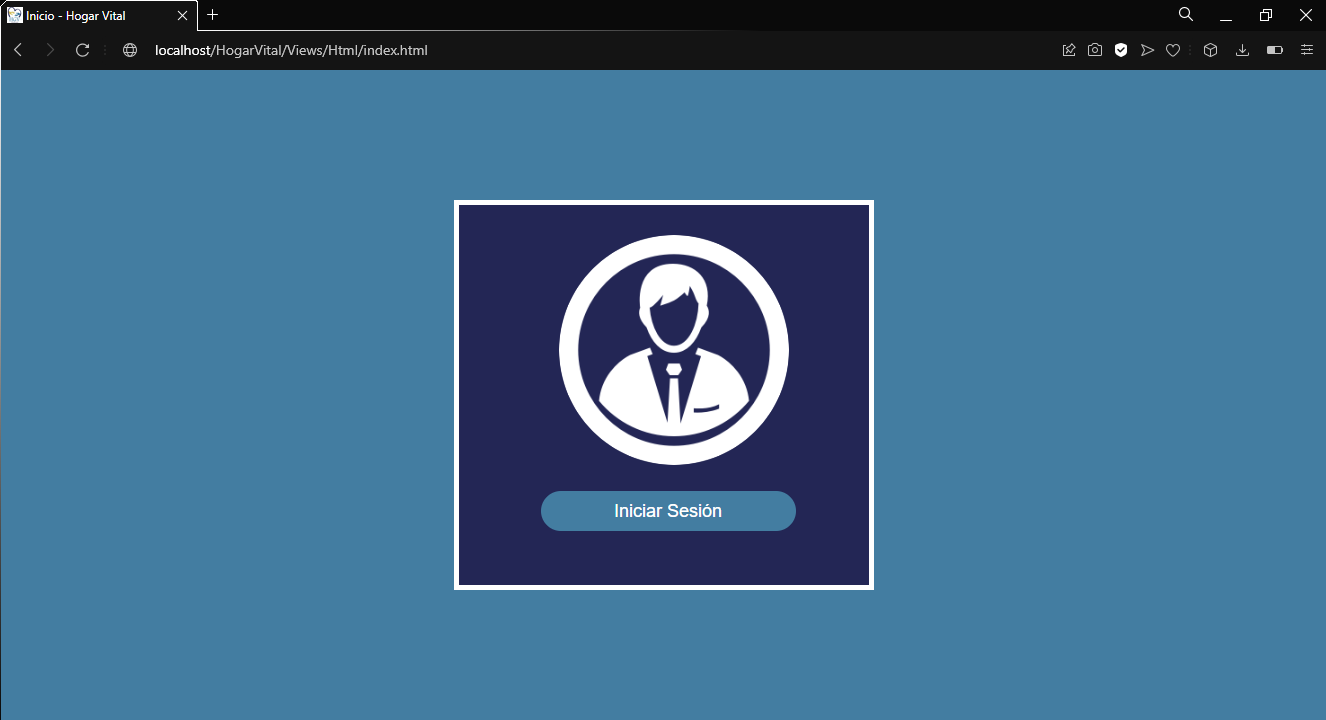 Inicio - Hogar Vital
localhost/HogarVital/Views/Html/index.html
Iniciar Sesión